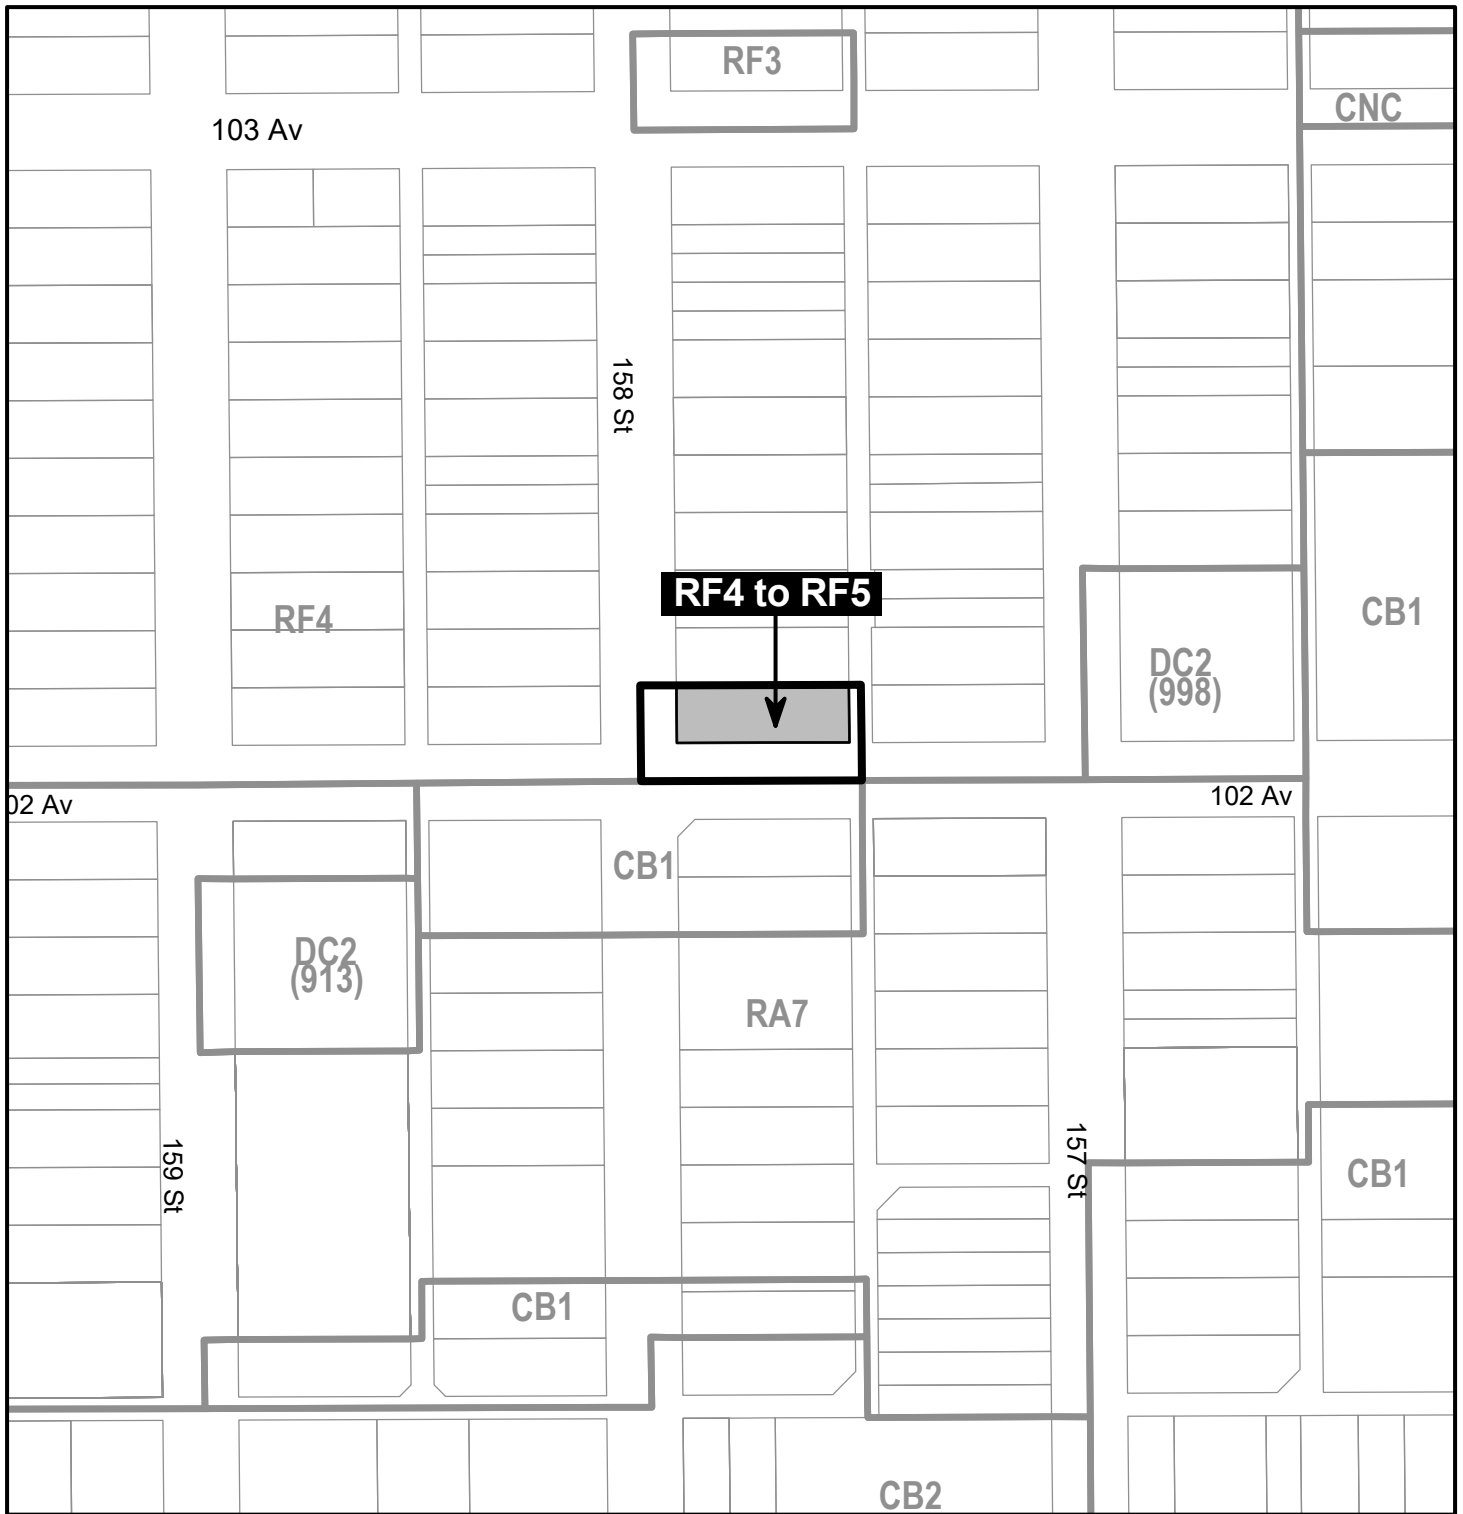 RF3
CNC
103 Av
158 St
RF4 to RF5
RF4
CB1
DC2
(998)
02 Av
102 Av
CB1
DC2
(913)
RA7
159 St
157 St
CB1
CB1
CB2